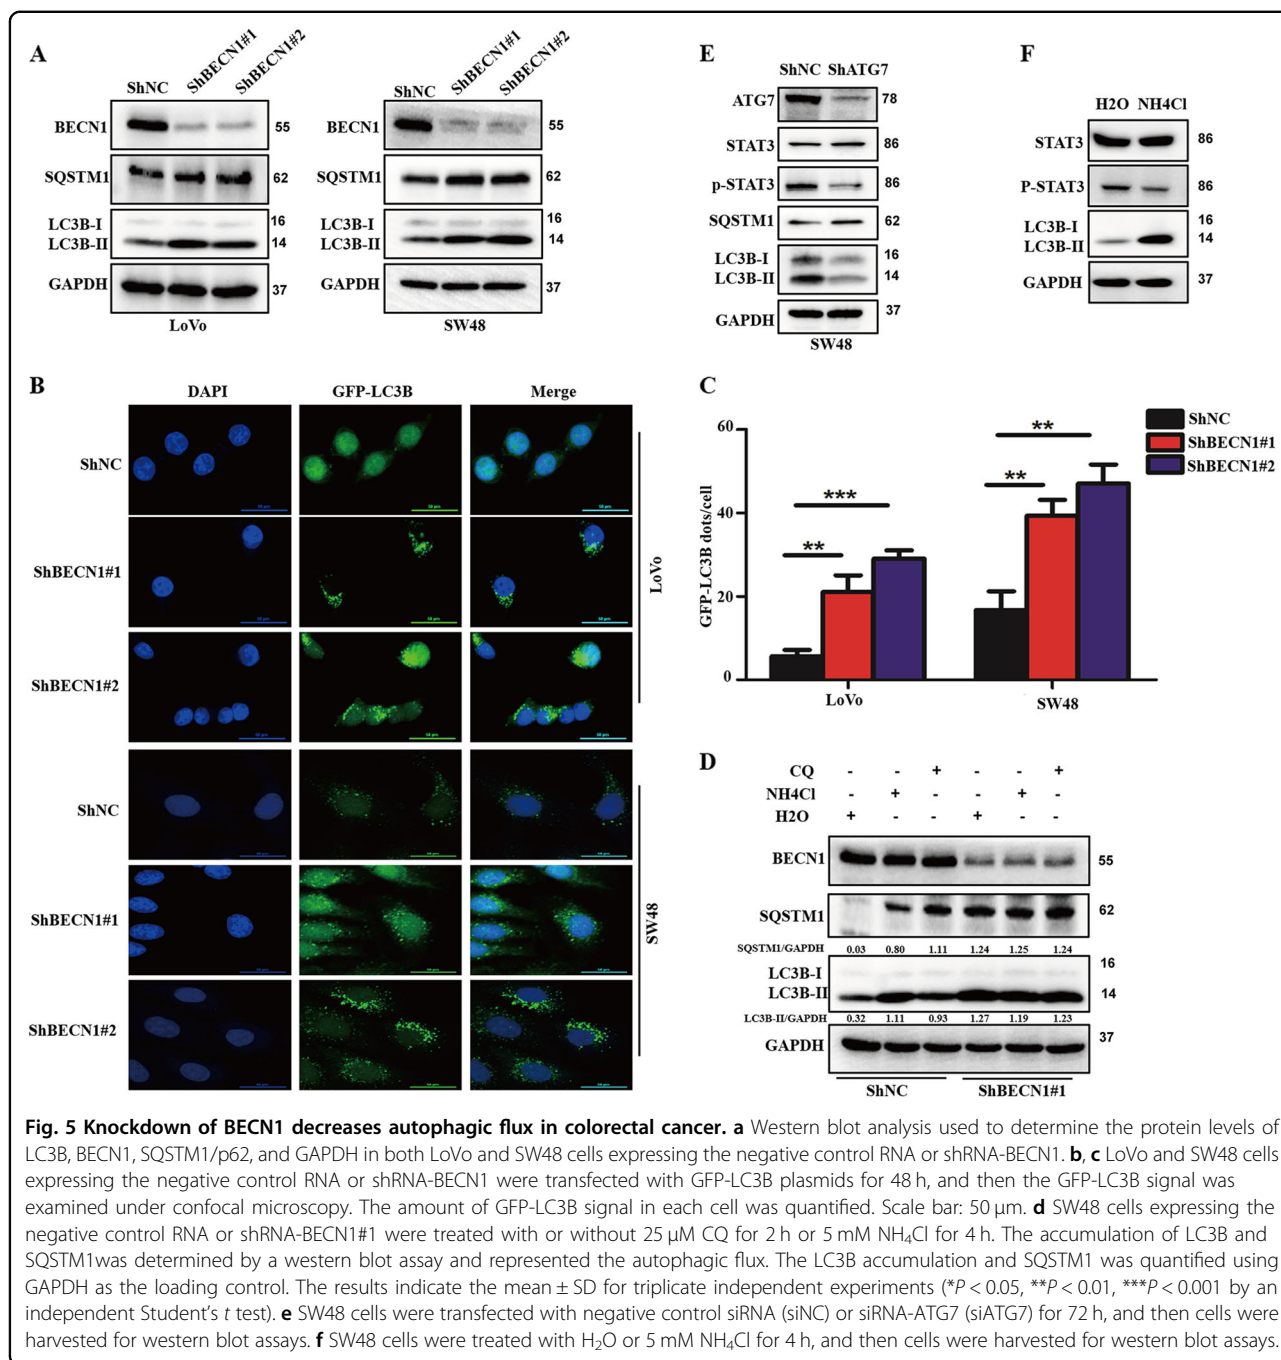 A
ShNC
ShBECN1#1
ShBECN1#2
BECN1
55
SQSTM1
62
LC3B-I
16
LC3B-II
14
GAPDH
37
LoVo
ShNC
ShBECN1#1
ShBECN1#2
BECN1
55
SQSTM1
62
LC3B-I
16
LC3B-II
14
GAPDH
37
SW48
E
ShNC ShATG7
ATG7
78
STAT3
86
p-STAT3
86
SQSTM1
62
LC3B-I
16
LC3B-II
14
GAPDH
37
SW48
F
H2O NH4Cl
STAT3
86
P-STAT3
86
LC3B-I
16
LC3B-II
14
GAPDH
37
B
DAPI GFP-LC3B Merge
ShNC
ShBECN1#1
ShBECN1#2
LoVo
ShNC
ShBECN1#1
ShBECN1#2
SW48
50 μm
C
GFP-LC3B dots/cell
60
40
20
0
** *** ** **
LoVo SW48
ShNC
ShBECN1#1
ShBECN1#2
D
CQ - - + - - +
NH4Cl - + - - + -
H2O + - - + - -
BECN1
55
SQSTM1
62
SQSTM1/GAPDH 0.03 0.80 1.11 1.24 1.25 1.24
LC3B-I
16
LC3B-II
14
LC3B-II/GAPDH 0.32 1.11 0.93 1.27 1.19 1.23
GAPDH
37
ShNC ShBECN1#1
Fig. 5 Knockdown of BECN1 decreases autophagic flux in colorectal cancer. a Western blot analysis used to determine the protein levels of
LC3B, BECN1, SQSTM1/p62, and GAPDH in both LoVo and SW48 cells expressing the negative control RNA or shRNA-BECN1. b, c LoVo and SW48 cells
expressing the negative control RNA or shRNA-BECN1 were transfected with GFP-LC3B plasmids for 48 h, and then the GFP-LC3B signal was
examined under confocal microscopy. The amount of GFP-LC3B signal in each cell was quantified. Scale bar: 50 μm. d SW48 cells expressing the
negative control RNA or shRNA-BECN1#1 were treated with or without 25 μM CQ for 2 h or 5 mM NH₄Cl for 4 h. The accumulation of LC3B and
SQSTM1was determined by a western blot assay and represented the autophagic flux. The LC3B accumulation and SQSTM1 was quantified using
GAPDH as the loading control. The results indicate the mean ± SD for triplicate independent experiments (*P < 0.05, **P < 0.01, ***P < 0.001 by an
independent Student's t test). e SW48 cells were transfected with negative control siRNA (siNC) or siRNA-ATG7 (siATG7) for 72 h, and then cells were
harvested for western blot assays. f SW48 cells were treated with H₂O or 5 mM NH₄Cl for 4 h, and then cells were harvested for western blot assays.